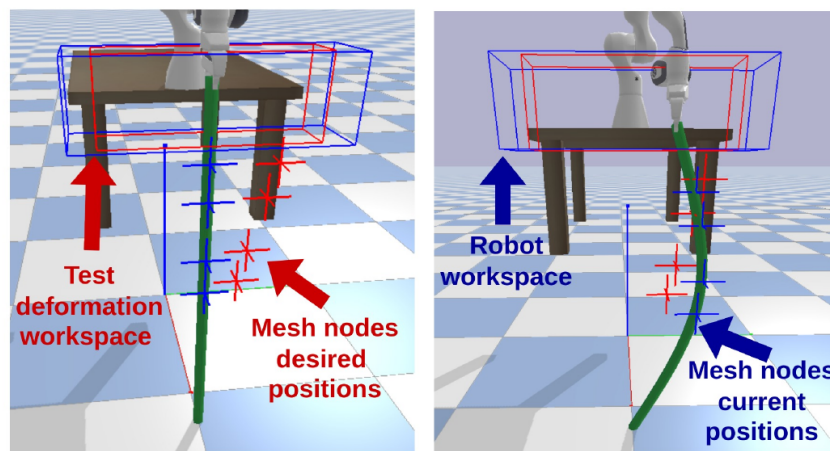 Test
deformation
workspace
Mesh nodes
desired
positions
Robot
workspace
Mesh nodes
current
positions